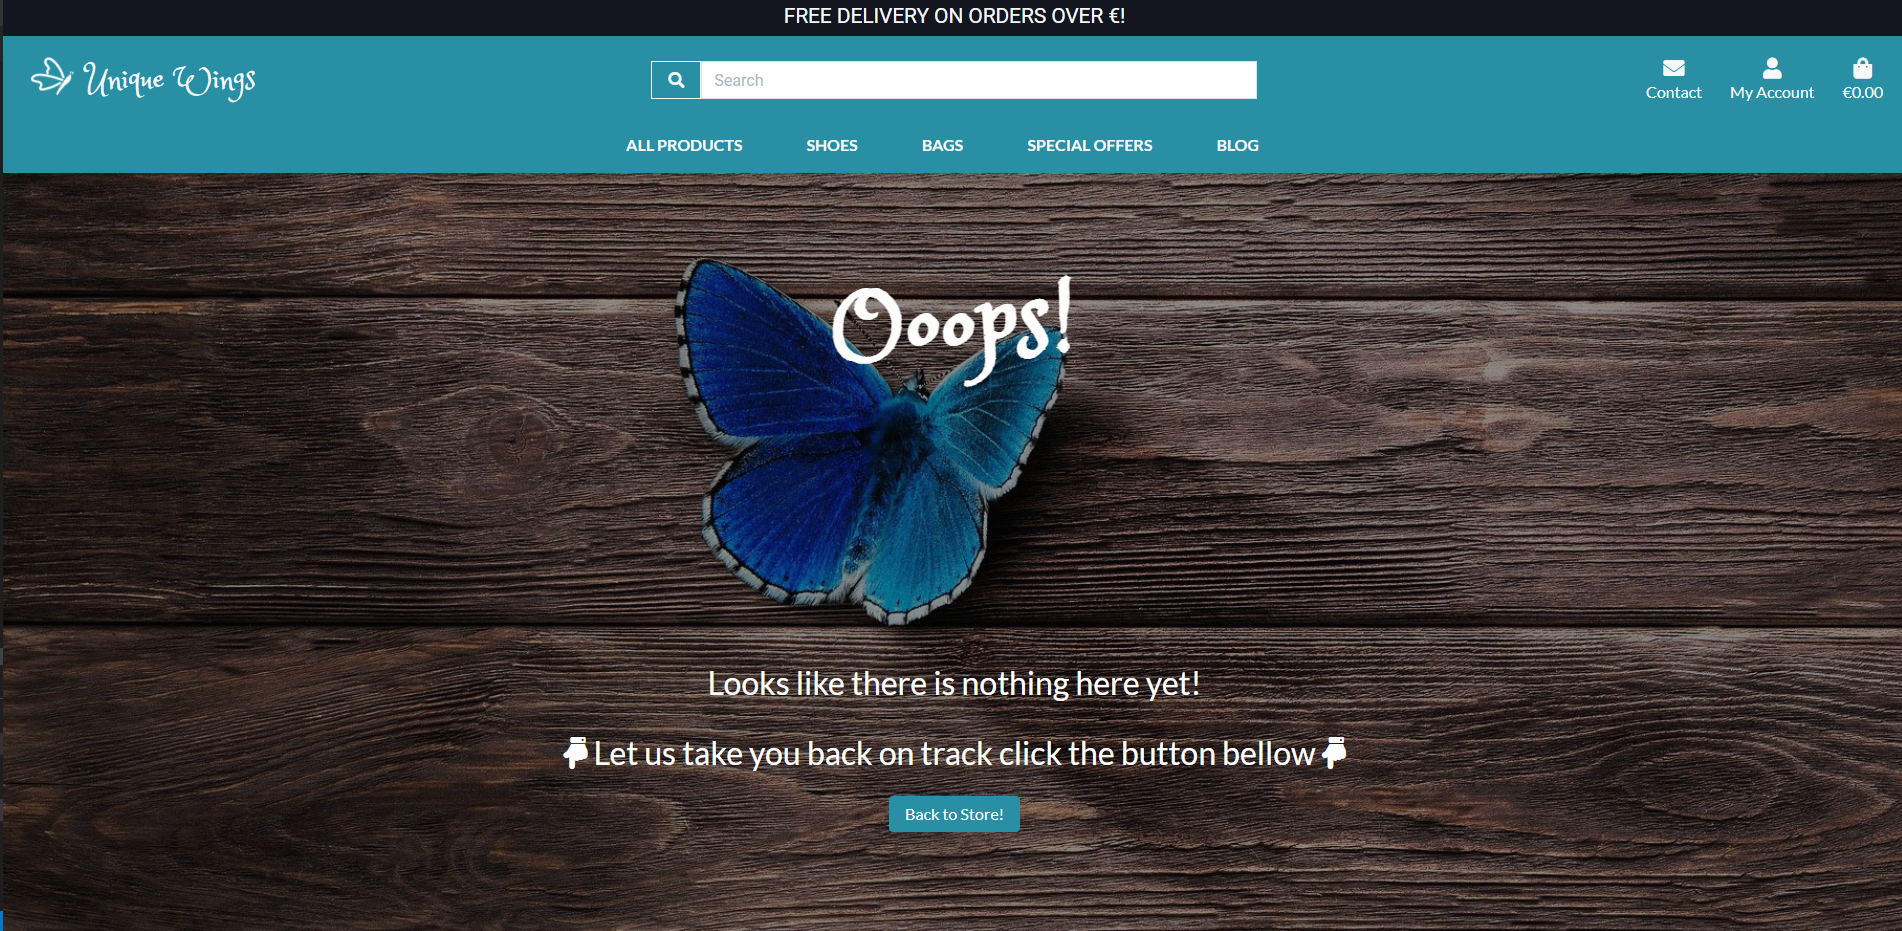 FREE DELIVERY ON ORDERS OVER €!
Unique Wings
Search
Contact
My Account
€0.00
ALL PRODUCTS
SHOES
BAGS
SPECIAL OFFERS
BLOG
Ooops!
Looks like there is nothing here yet!
Let us take you back on track click the button bellow
Back to Store!